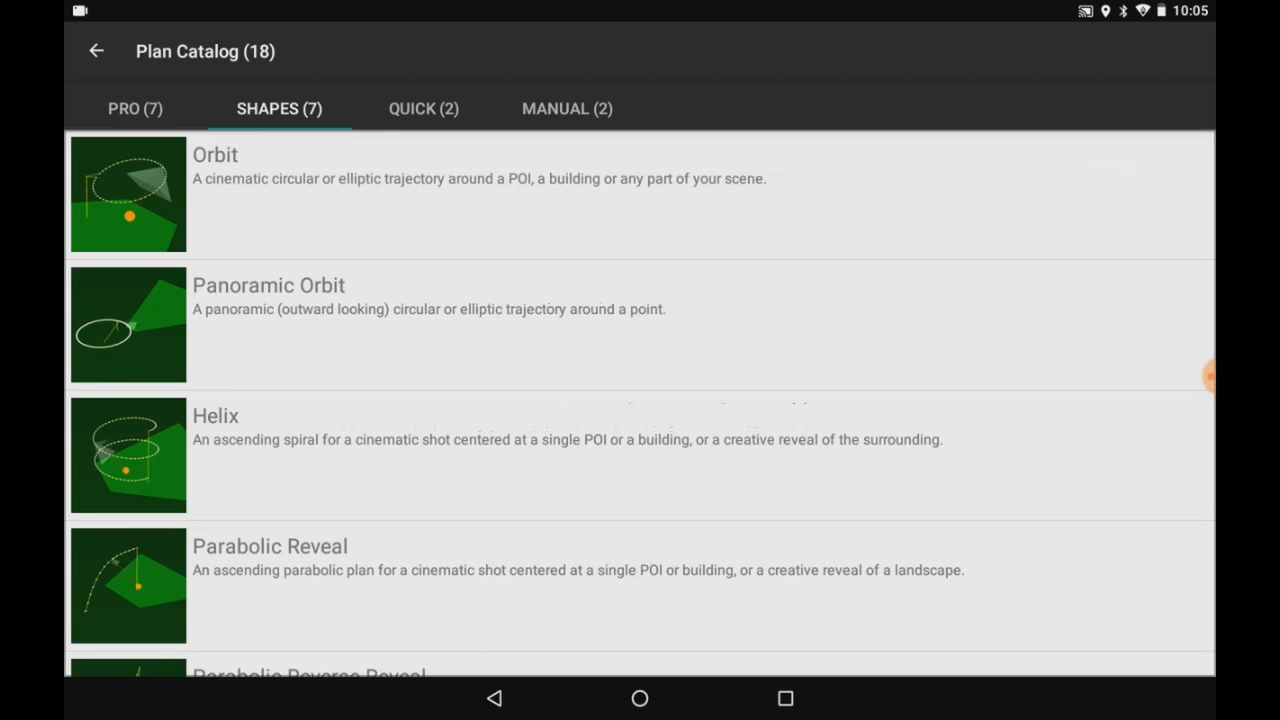 10:05
Plan Catalog (18)
PRO (7) SHAPES (7) QUICK (2) MANUAL (2)
Orbit
A cinematic circular or elliptic trajectory around a POI, a building or any part of your scene.
Panoramic Orbit
A panoramic (outward looking) circular or elliptic trajectory around a point.
Helix
An ascending spiral for a cinematic shot centered at a single POI or a building, or a creative reveal of the surrounding.
Parabolic Reveal
An ascending parabolic plan for a cinematic shot centered at a single POI or building, or a creative reveal of a landscape.
Parabolic Reverse Reveal